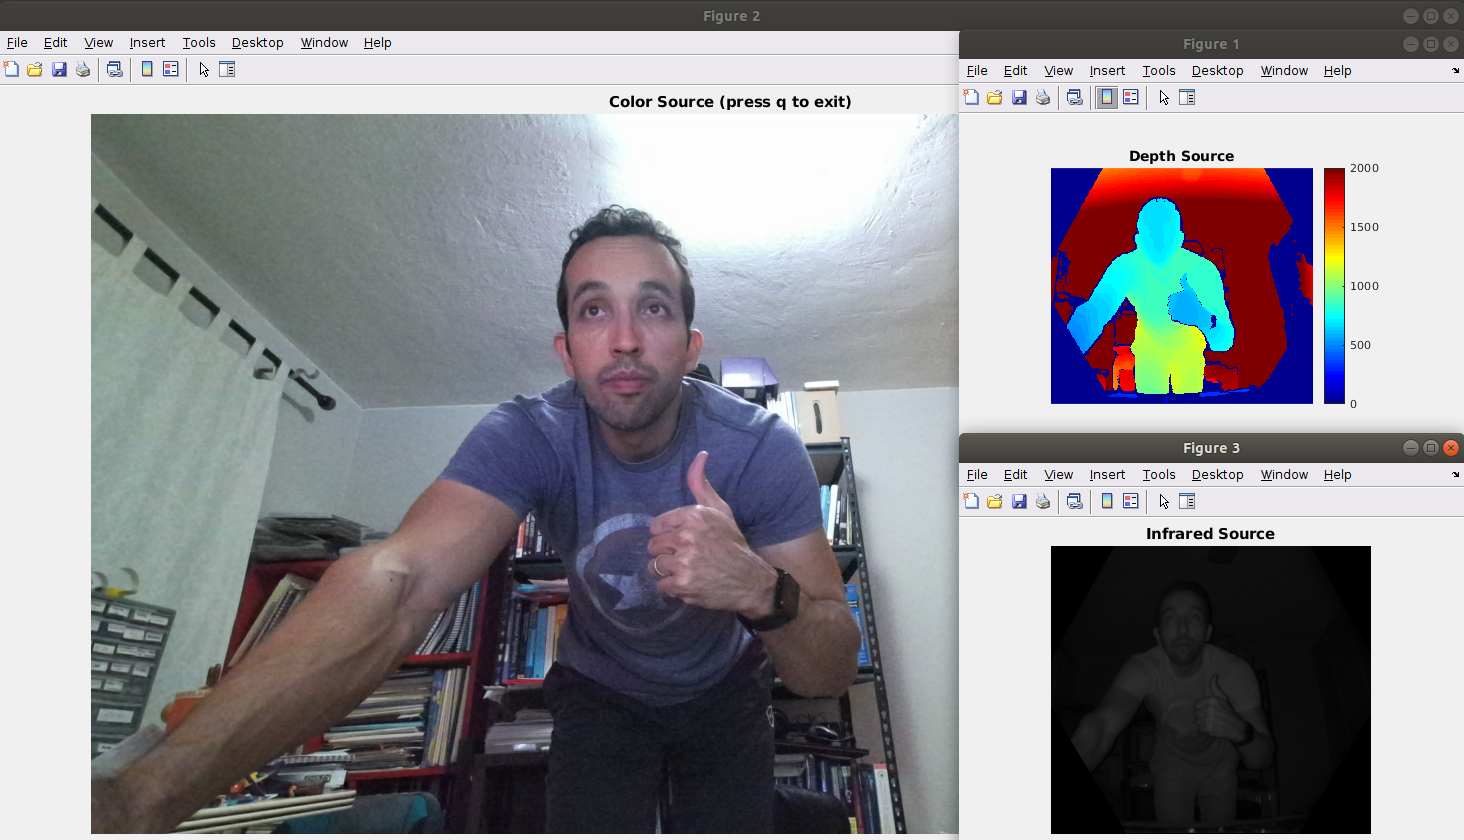 Figure 2
File Edit View Insert Tools Desktop Window Help
Color Source (press q to exit)
Figure 1
File Edit View Insert Tools Desktop Window Help
Depth Source
2000
1500
1000
500
0
Figure 3
File Edit View Insert Tools Desktop Window Help
Infrared Source